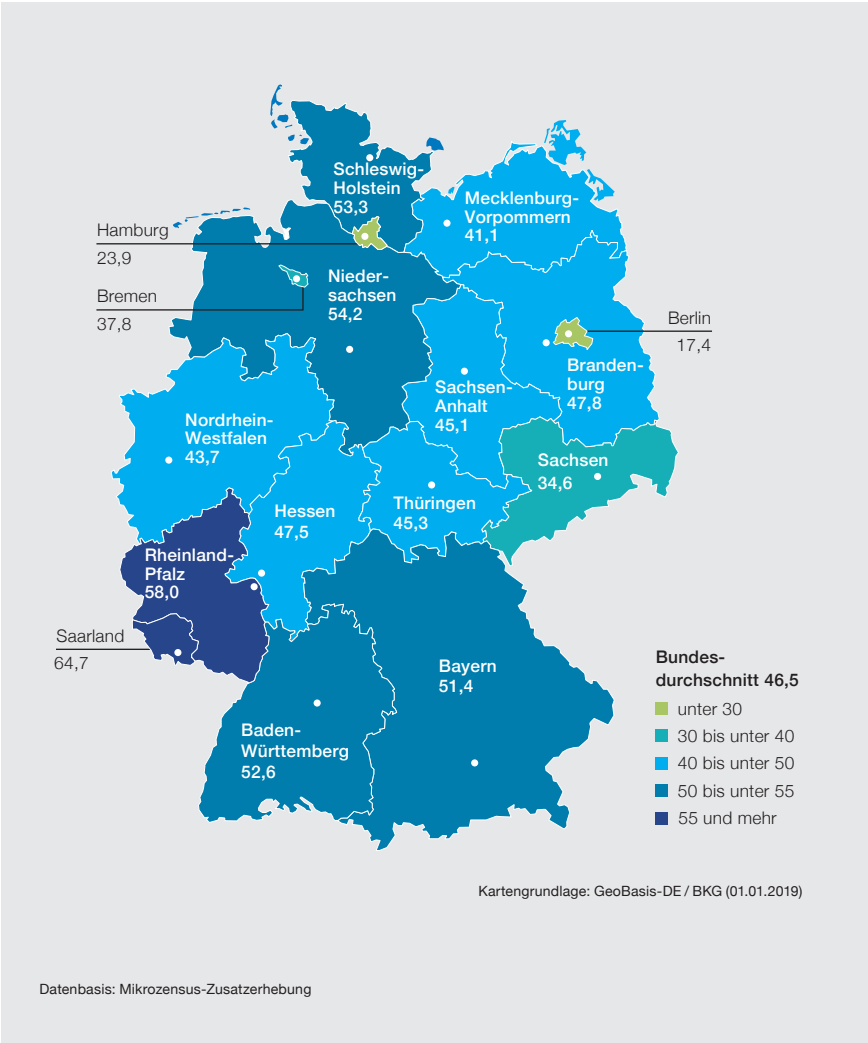 Schleswig-
Holstein
53,3
Mecklenburg-
Vorpommern
41,1
Hamburg
23,9
Bremen
37,8
Nieder-
sachsen
54,2
Berlin
17,4
Branden-
burg
47,8
Sachsen-
Anhalt
45,1
Nordrhein-
Westfalen
43,7
Sachsen
34,6
Hessen
47,5
Thüringen
45,3
Rheinland-
Pfalz
58,0
Saarland
64,7
Bayern
51,4
Baden-
Württemberg
52,6
Bundes-
durchschnitt 46,5
unter 30
30 bis unter 40
40 bis unter 50
50 bis unter 55
55 und mehr
Kartengrundlage: GeoBasis-DE / BKG (01.01.2019)
Datenbasis: Mikrozensus-Zusatzerhebung